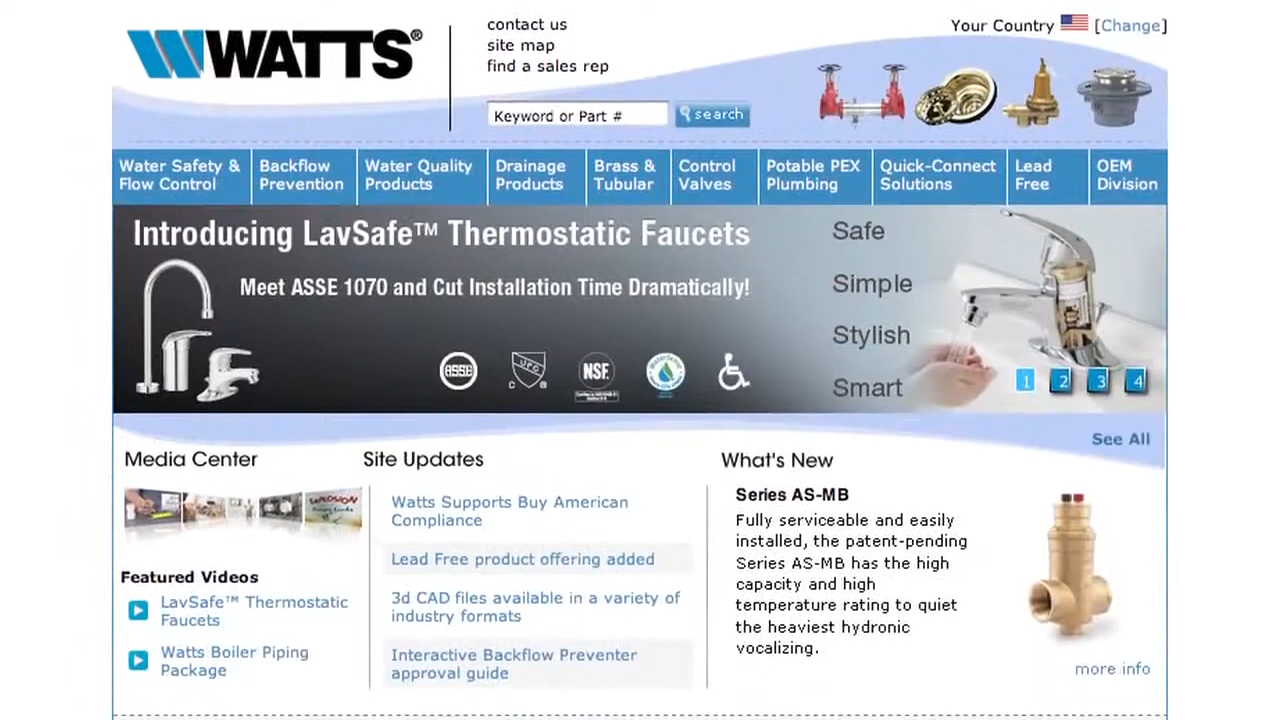 WATTS®
contact us
site map
find a sales rep
Your Country [Change]
Keyword or Part #
search
Water Safety &
Flow Control
Backflow
Prevention
Water Quality
Products
Drainage
Products
Brass &
Tubular
Control
Valves
Potable PEX
Plumbing
Quick-Connect
Solutions
Lead
Free
OEM
Division
Introducing LavSafe™ Thermostatic Faucets
Meet ASSE 1070 and Cut Installation Time Dramatically!
Safe
Simple
Stylish
Smart
ASSE
UPC
C
NSF
1 2 3 4
See All
Media Center
Featured Videos
LavSafe™ Thermostatic
Faucets
Watts Boiler Piping
Package
Site Updates
Watts Supports Buy American
Compliance
Lead Free product offering added
3d CAD files available in a variety of
industry formats
Interactive Backflow Preventer
approval guide
What's New
Series AS-MB
Fully serviceable and easily
installed, the patent-pending
Series AS-MB has the high
capacity and high
temperature rating to quiet
the heaviest hydronic
vocalizing.
more info